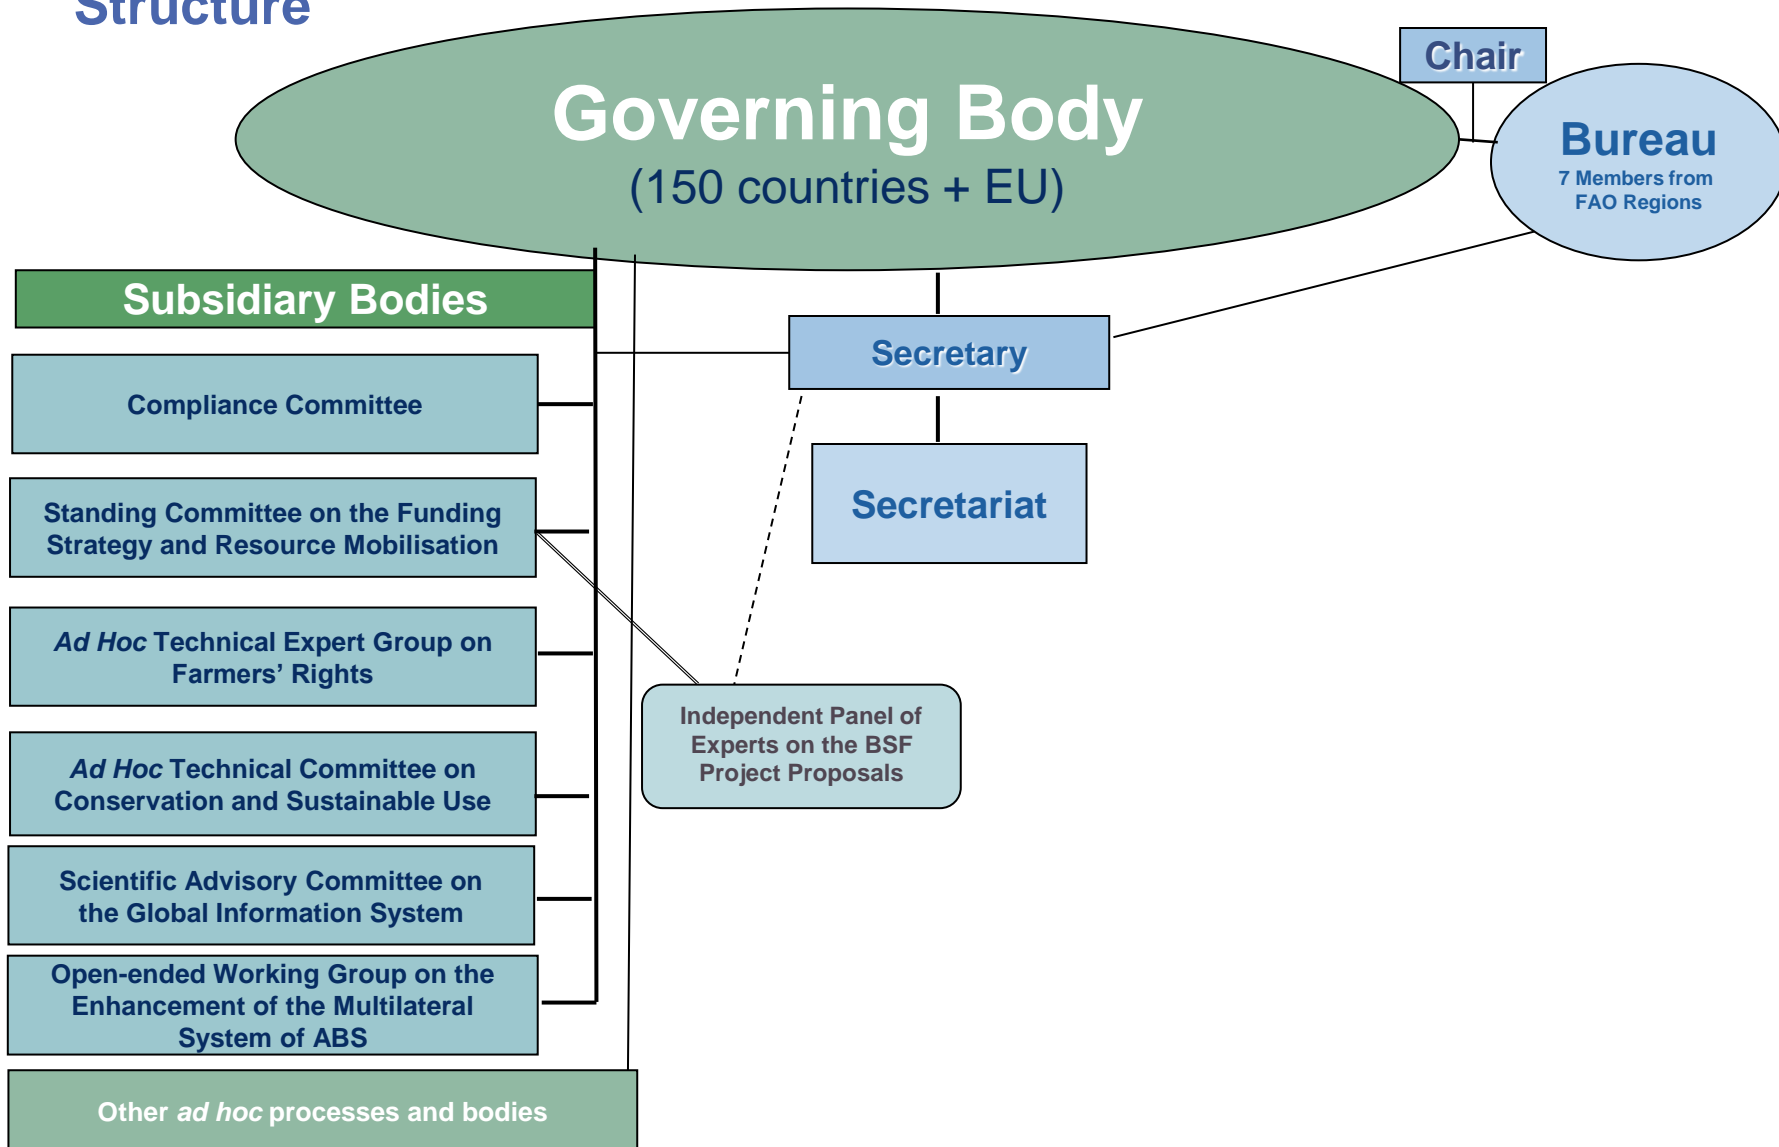 Structure
Governing Body
(150 countries + EU)
Chair
Bureau
7 Members from
FAO Regions
Subsidiary Bodies
Secretary
Compliance Committee
Secretariat
Standing Committee on the Funding
Strategy and Resource Mobilisation
Ad Hoc Technical Expert Group on
Farmers’ Rights
Independent Panel of
Experts on the BSF
Project Proposals
Ad Hoc Technical Committee on
Conservation and Sustainable Use
Scientific Advisory Committee on
the Global Information System
Open-ended Working Group on the
Enhancement of the Multilateral
System of ABS
Other ad hoc processes and bodies